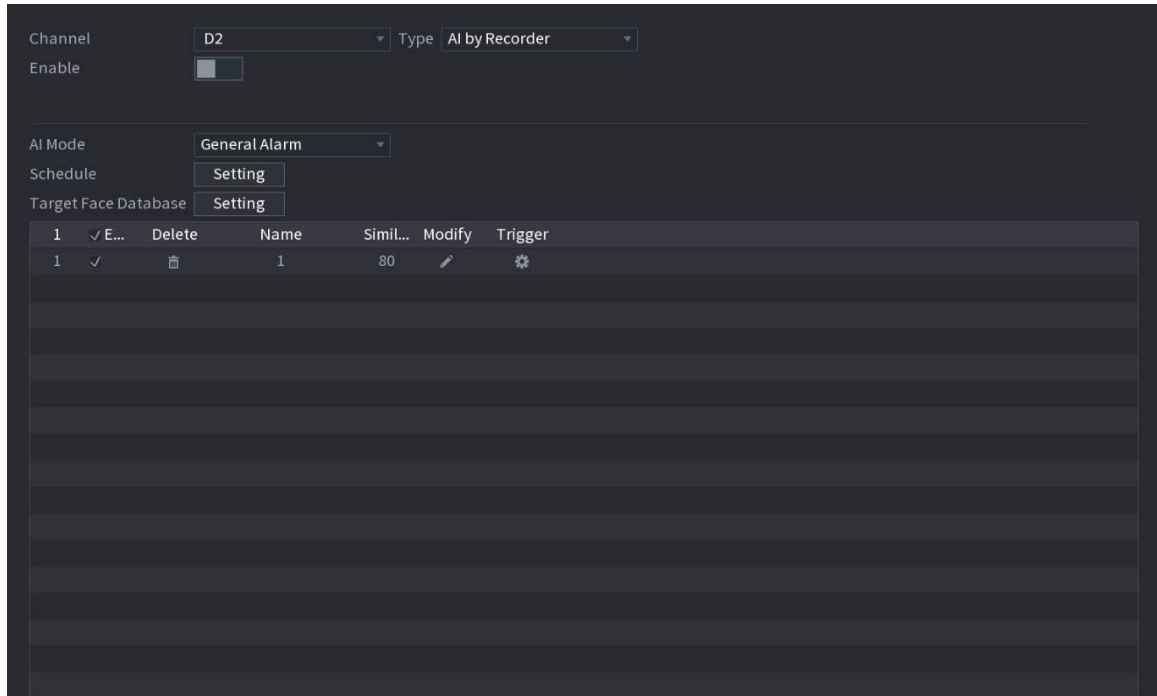 Channel D2 Type AI by Recorder
Enable
AI Mode General Alarm
Schedule Setting
Target Face Database Setting
1 E... Delete Name Simil... Modify Trigger
1 1 80